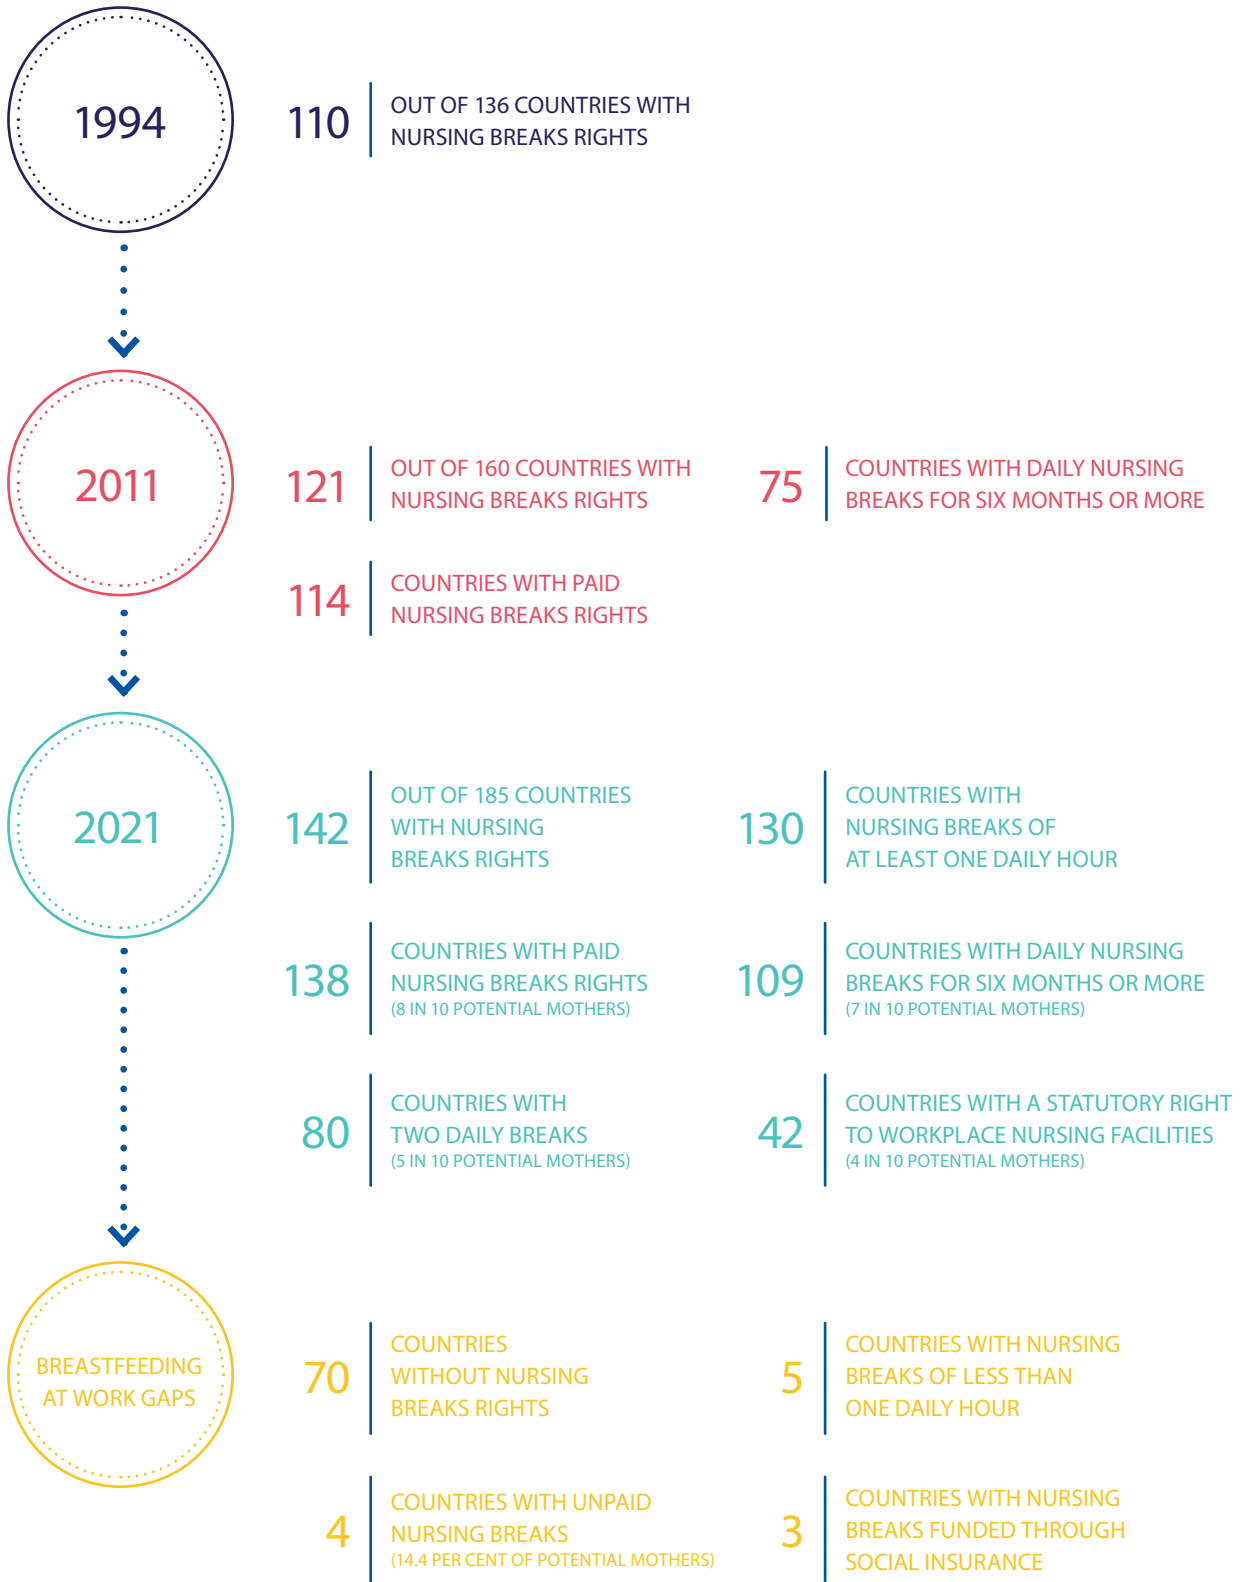 1994
110
OUT OF 136 COUNTRIES WITH
NURSING BREAKS RIGHTS
2011
121
OUT OF 160 COUNTRIES WITH
NURSING BREAKS RIGHTS
75
COUNTRIES WITH DAILY NURSING
BREAKS FOR SIX MONTHS OR MORE
114
COUNTRIES WITH PAID
NURSING BREAKS RIGHTS
2021
142
OUT OF 185 COUNTRIES
WITH NURSING
BREAKS RIGHTS
130
COUNTRIES WITH
NURSING BREAKS OF
AT LEAST ONE DAILY HOUR
138
COUNTRIES WITH PAID
NURSING BREAKS RIGHTS
(8 IN 10 POTENTIAL MOTHERS)
109
COUNTRIES WITH DAILY NURSING
BREAKS FOR SIX MONTHS OR MORE
(7 IN 10 POTENTIAL MOTHERS)
80
COUNTRIES WITH
TWO DAILY BREAKS
(5 IN 10 POTENTIAL MOTHERS)
42
COUNTRIES WITH A STATUTORY RIGHT
TO WORKPLACE NURSING FACILITIES
(4 IN 10 POTENTIAL MOTHERS)
BREASTFEEDING
AT WORK GAPS
70
COUNTRIES
WITHOUT NURSING
BREAKS RIGHTS
5
COUNTRIES WITH NURSING
BREAKS OF LESS THAN
ONE DAILY HOUR
4
COUNTRIES WITH UNPAID
NURSING BREAKS
(14.4 PER CENT OF POTENTIAL MOTHERS)
3
COUNTRIES WITH NURSING
BREAKS FUNDED THROUGH
SOCIAL INSURANCE